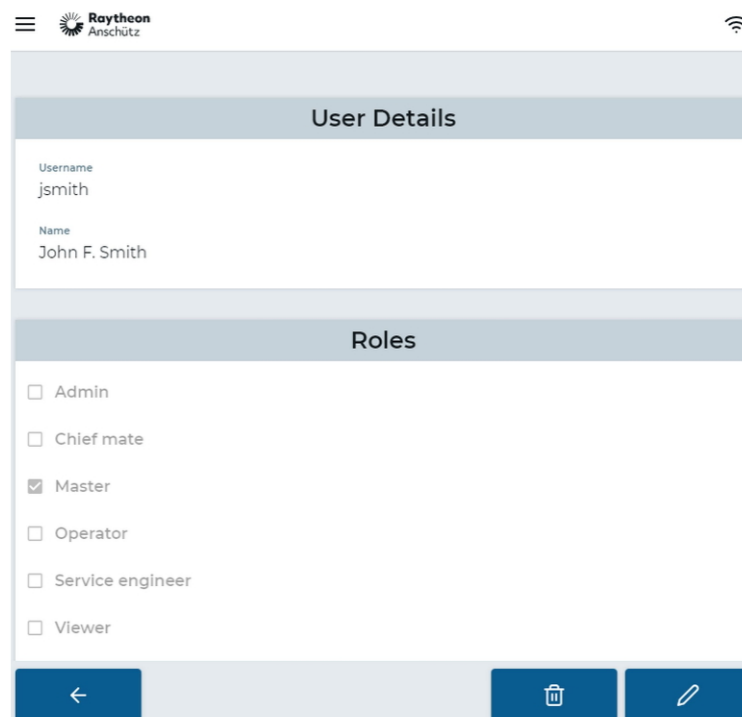 Raytheon
Anschütz
User Details
Username
jsmith
Name
John F. Smith
Roles
Admin
Chief mate
Master
Operator
Service engineer
Viewer